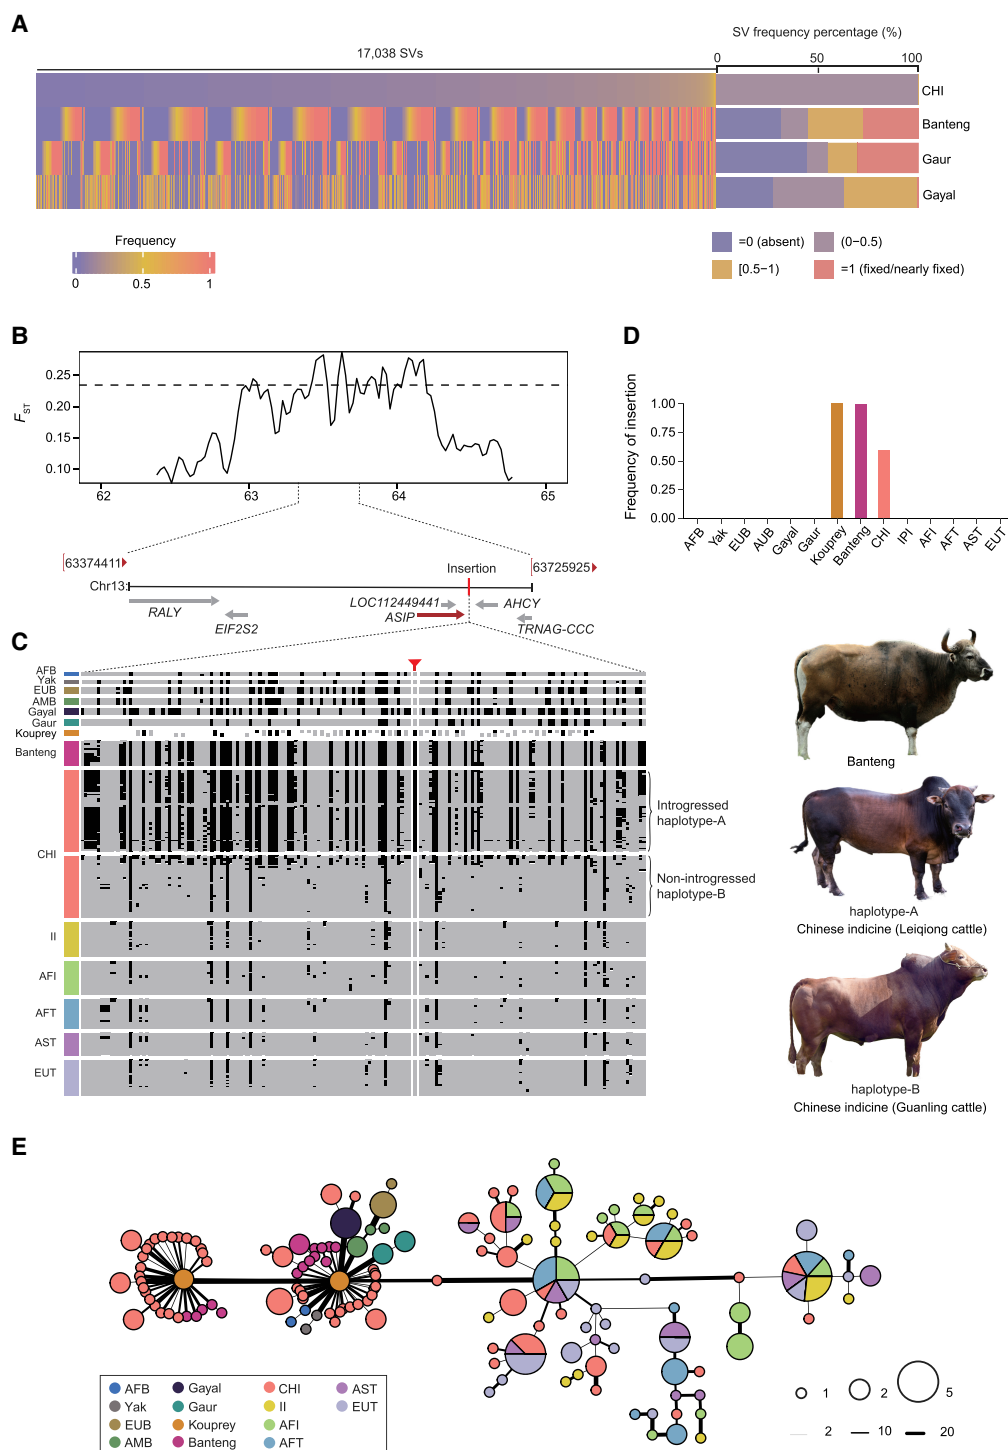 A
17,038 SVs
SV frequency percentage (%)
0 50 100
CHI
Banteng
Gaur
Gayal
Frequency
0 0.5 1
=0 (absent)
(0–0.5)
[0.5–1)
=1 (fixed/nearly fixed)
B
FST
0.25
0.20
0.15
0.10
62 63 64 65
63374411
63725925
Insertion
Chr13:
RALY
EIF2S2
LOC112449441
ASIP
AHCY
TRNAG-CCC
D
Frequency of insertion
1.00
0.75
0.50
0.25
0.00
AFB
Yak
EUB
AUB
Gayal
Gaur
Kouprey
Banteng
CHI
IPI
AFI
AFT
AST
EUT
C
AFB
Yak
EUB
AMB
Gayal
Gaur
Kouprey
Banteng
CHI
II
AFI
AFT
AST
EUT
Introgressed
haplotype-A
Non-introgressed
haplotype-B
Banteng
haplotype-A
Chinese indicine (Leiqiong cattle)
haplotype-B
Chinese indicine (Guanling cattle)
E
AFB
Yak
EUB
AMB
Gayal
Gaur
Kouprey
Banteng
CHI
II
AFI
AFT
AST
EUT
1 2 5
2 10 20